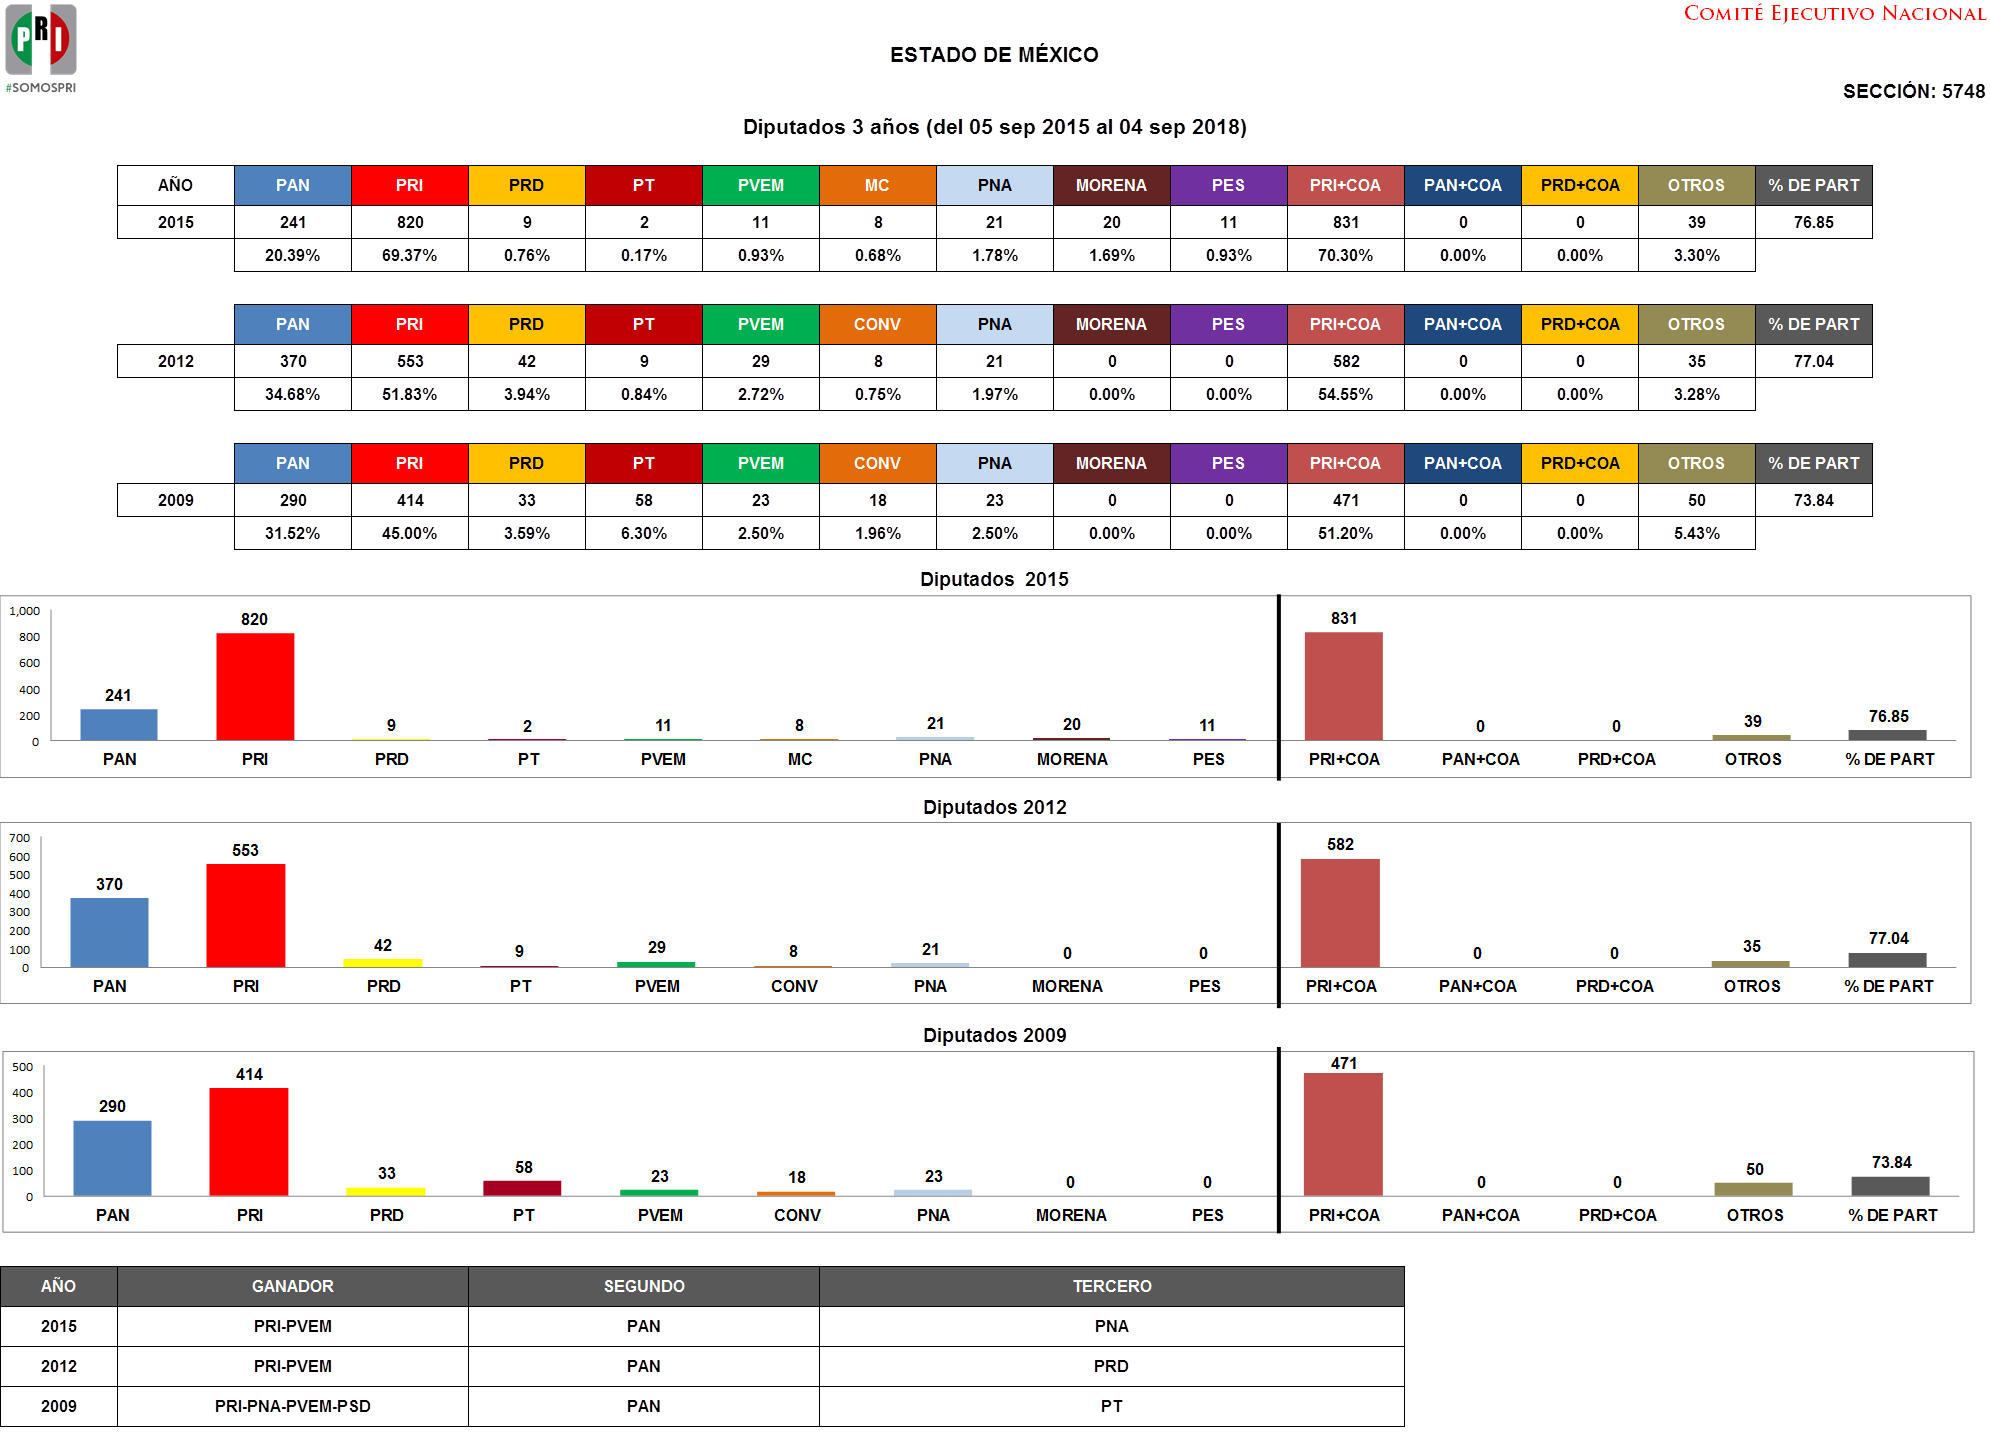 PRI
#SOMOSPRI
COMITÉ EJECUTIVO NACIONAL
ESTADO DE MÉXICO
SECCIÓN: 5748
Diputados 3 años (del 05 sep 2015 al 04 sep 2018)
AÑO PAN PRI PRD PT PVEM MC PNA MORENA PES PRI+COA PAN+COA PRD+COA OTROS % DE PART
2015 241 820 9 2 11 8 21 20 11 831 0 0 39 76.85
20.39% 69.37% 0.76% 0.17% 0.93% 0.68% 1.78% 1.69% 0.93% 70.30% 0.00% 0.00% 3.30%
PAN PRI PRD PT PVEM CONV PNA MORENA PES PRI+COA PAN+COA PRD+COA OTROS % DE PART
2012 370 553 42 9 29 8 21 0 0 582 0 0 35 77.04
34.68% 51.83% 3.94% 0.84% 2.72% 0.75% 1.97% 0.00% 0.00% 54.55% 0.00% 0.00% 3.28%
PAN PRI PRD PT PVEM CONV PNA MORENA PES PRI+COA PAN+COA PRD+COA OTROS % DE PART
2009 290 414 33 58 23 18 23 0 0 471 0 0 50 73.84
31.52% 45.00% 3.59% 6.30% 2.50% 1.96% 2.50% 0.00% 0.00% 51.20% 0.00% 0.00% 5.43%
Diputados 2015
1,000
800
600
400
200
0
241 820 9 2 11 8 21 20 11 831 0 0 39 76.85
PAN PRI PRD PT PVEM MC PNA MORENA PES PRI+COA PAN+COA PRD+COA OTROS % DE PART
Diputados 2012
700
600
500
400
300
200
100
0
370 553 42 9 29 8 21 0 0 582 0 0 35 77.04
PAN PRI PRD PT PVEM CONV PNA MORENA PES PRI+COA PAN+COA PRD+COA OTROS % DE PART
Diputados 2009
500
400
300
200
100
0
290 414 33 58 23 18 23 0 0 471 0 0 50 73.84
PAN PRI PRD PT PVEM CONV PNA MORENA PES PRI+COA PAN+COA PRD+COA OTROS % DE PART
AÑO GANADOR SEGUNDO TERCERO
2015 PRI-PVEM PAN PNA
2012 PRI-PVEM PAN PRD
2009 PRI-PNA-PVEM-PSD PAN PT